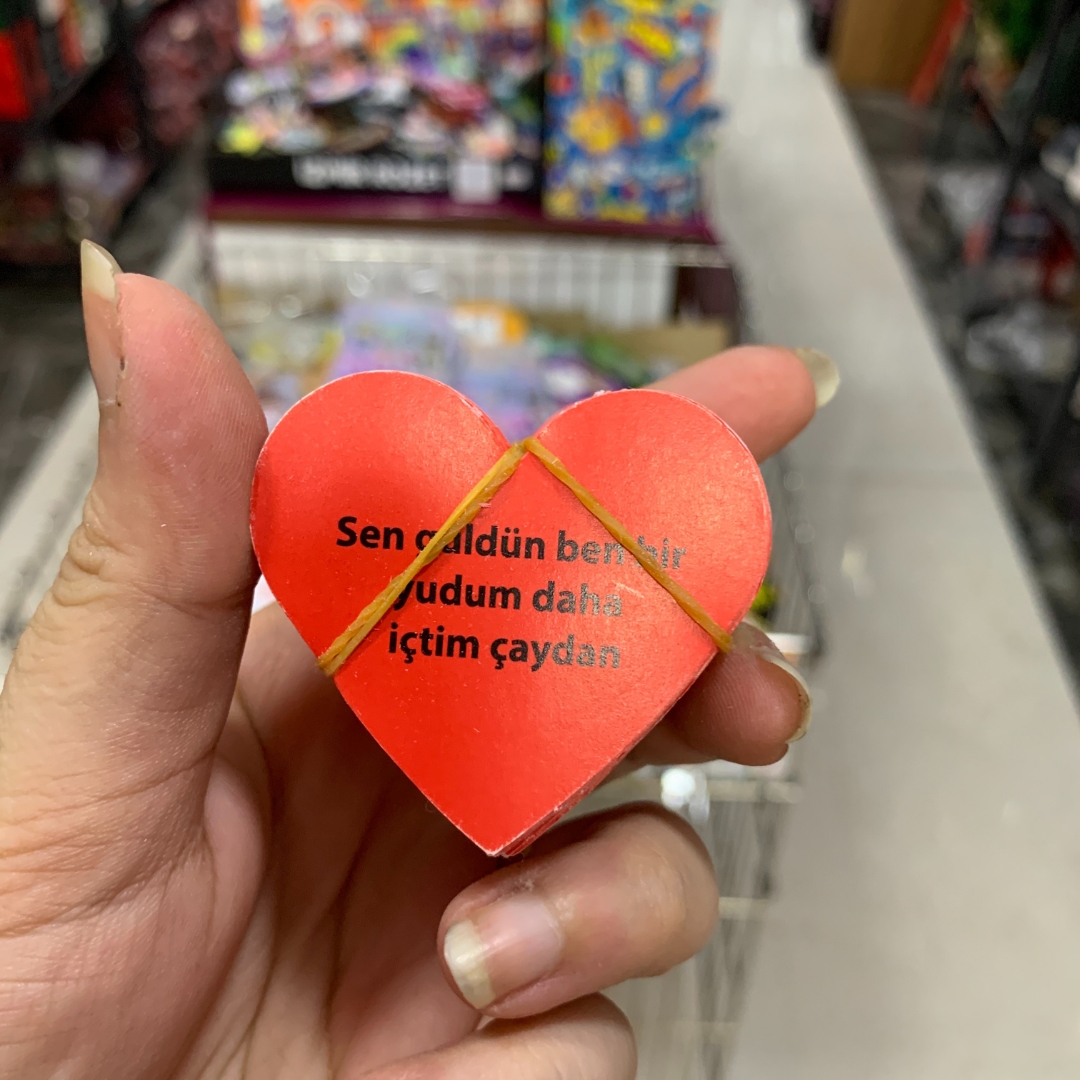 Sen güldün ben bir
yudum daha
içtim çaydan